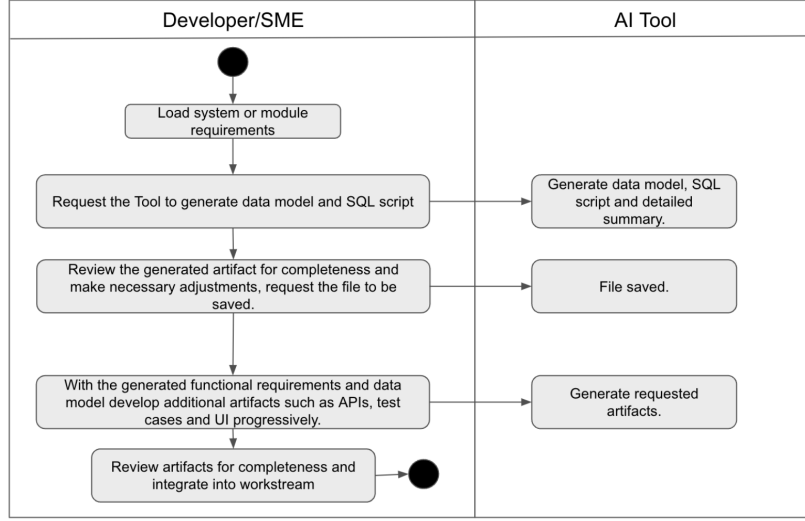 Developer/SME
AI Tool
Load system or module
requirements
Request the Tool to generate data model and SQL script
Generate data model, SQL
script and detailed
summary.
Review the generated artifact for completeness and
make necessary adjustments, request the file to be
saved.
File saved.
With the generated functional requirements and data
model develop additional artifacts such as APIs, test
cases and UI progressively.
Generate requested
artifacts.
Review artifacts for completeness and
integrate into workstream